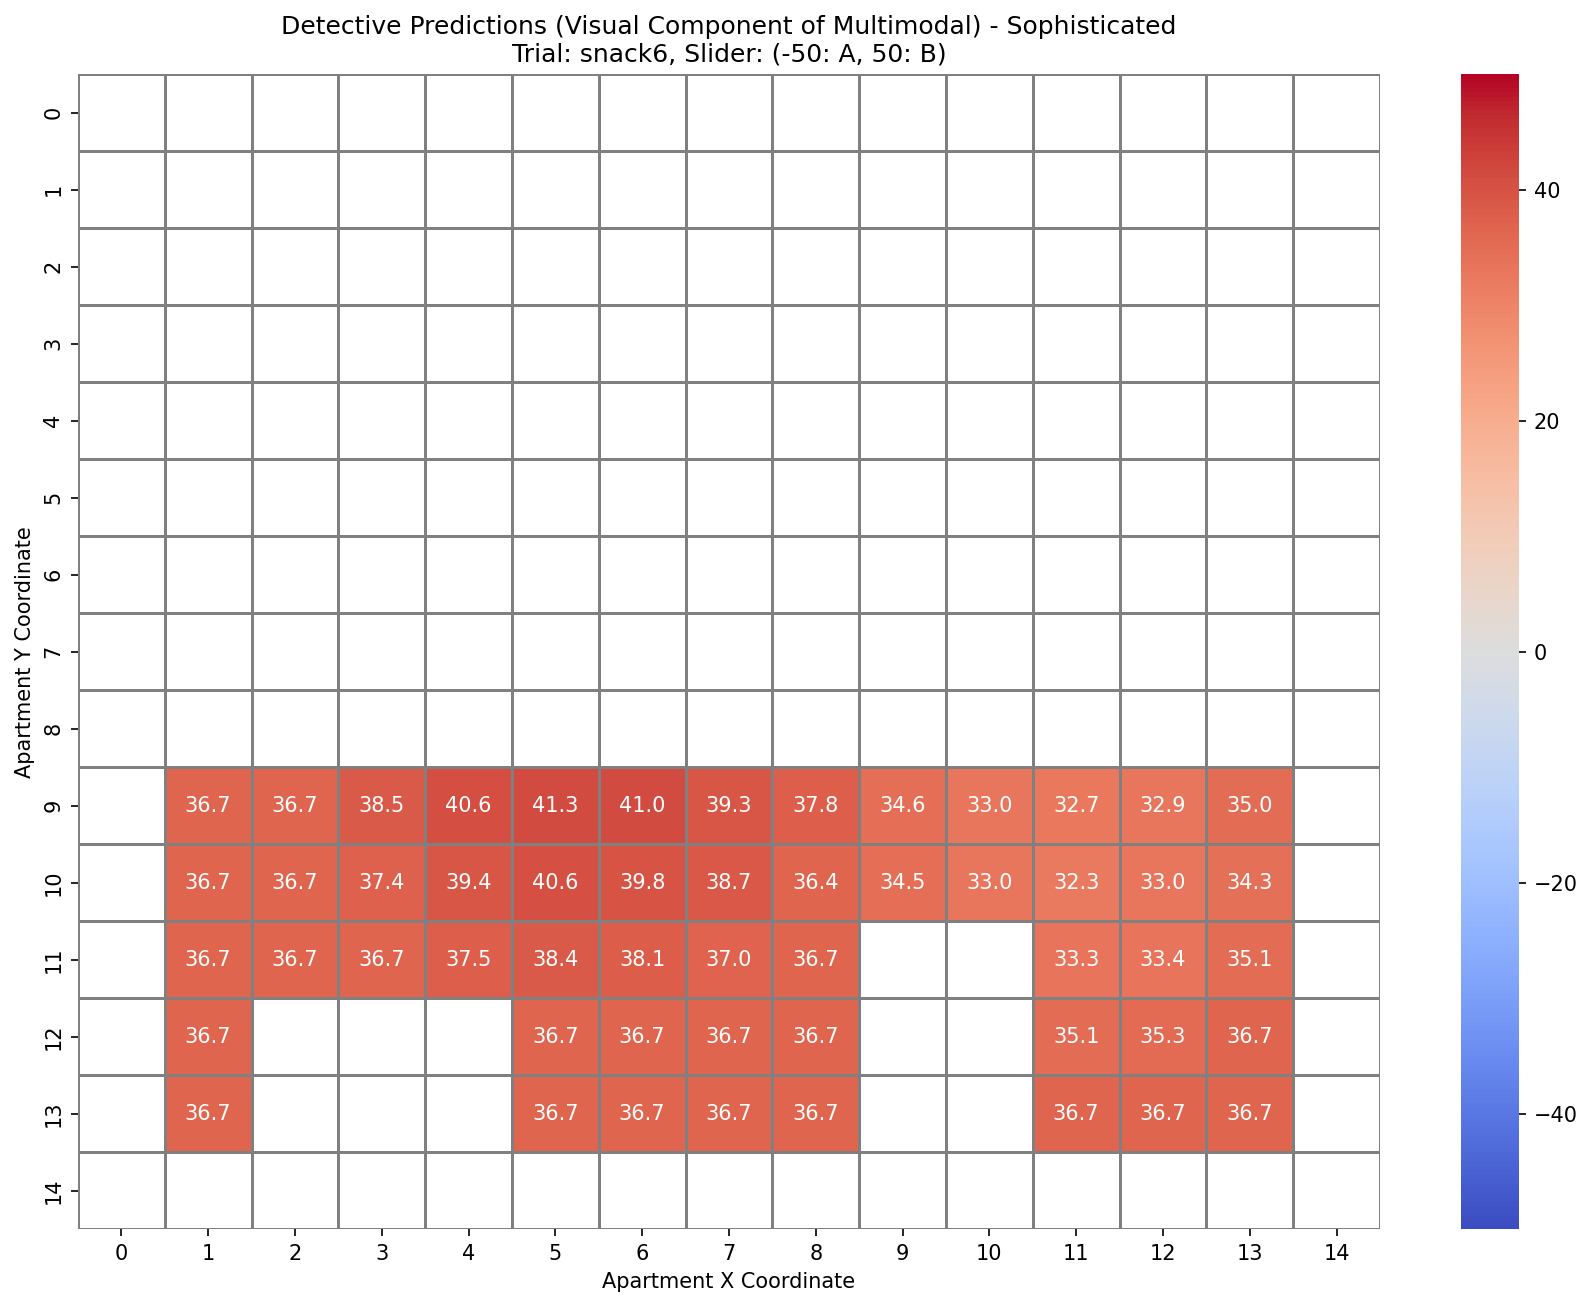 Detective Predictions (Visual Component of Multimodal) - Sophisticated
Trial: snack6, Slider: (-50: A, 50: B)
Apartment Y Coordinate
0
1
2
3
4
5
6
7
8
9 36.7 36.7 38.5 40.6 41.3 41.0 39.3 37.8 34.6 33.0 32.7 32.9 35.0
10 36.7 36.7 37.4 39.4 40.6 39.8 38.7 36.4 34.5 33.0 32.3 33.0 34.3
11 36.7 36.7 36.7 37.5 38.4 38.1 37.0 36.7 33.3 33.4 35.1
12 36.7 36.7 36.7 36.7 36.7 35.1 35.3 36.7
13 36.7 36.7 36.7 36.7 36.7 36.7 36.7 36.7
14
0 1 2 3 4 5 6 7 8 9 10 11 12 13 14
Apartment X Coordinate
40
20
0
−20
−40